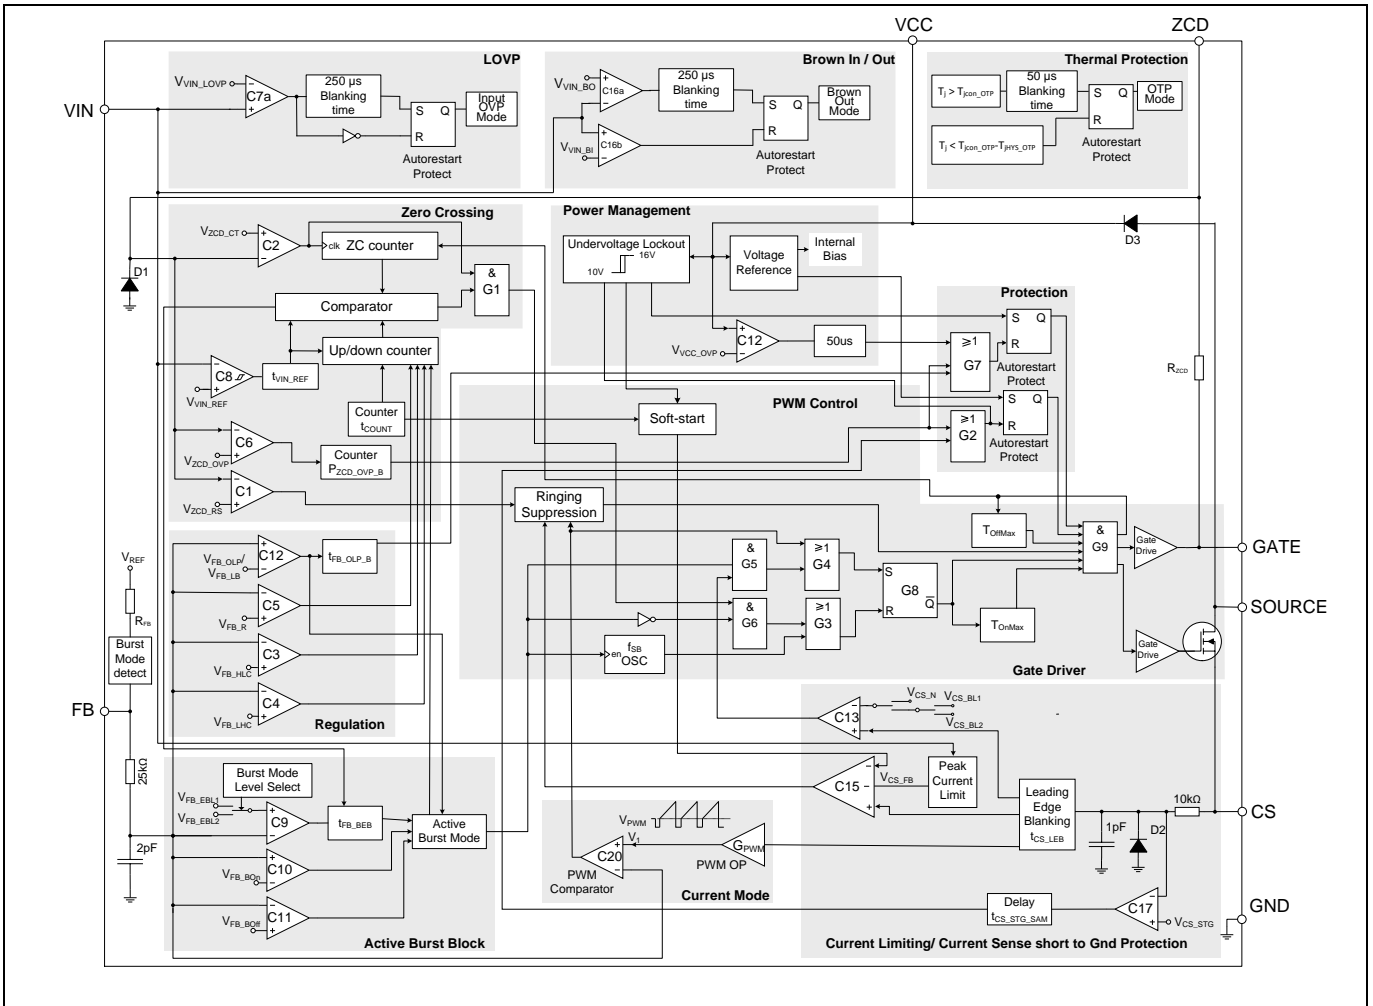 VCC
ZCD
LOVP
V_VIN_LOVP
−
+
C7a
250 µs
Blanking
time
S
Q
R
Input
OVP
Mode
Autorestart
Protect
VIN
Brown In / Out
V_VIN_BO
+
−
C16a
250 µs
Blanking
time
S
Q
R
Brown
Out Mode
+
−
C16b
V_VIN_BI
Autorestart
Protect
Thermal Protection
T_j > T_jcon_OTP
50 µs
Blanking
time
S
Q
R
OTP
Mode
T_j < T_jcon_OTP-T_jHYS_OTP
Autorestart
Protect
Zero Crossing
V_ZCD_CT
+
−
C2
clk
ZC counter
&
G1
D1
Comparator
Up/down counter
−
+
C8
V_VIN_REF
t_VIN_REF
Counter
t_COUNT
−
+
C6
V_ZCD_OVP
Counter
P_ZCD_OVP_B
−
+
C1
V_ZCD_RS
Power Management
Undervoltage Lockout
16V
10V
Voltage
Reference
Internal
Bias
+
−
C12
V_VCC_OVP
50us
D3
Protection
S
Q
R
≥1
G7
Autorestart
Protect
S
Q
R
≥1
G2
Autorestart
Protect
R_ZCD
PWM Control
Soft-start
Ringing
Suppression
&
G5
≥1
G4
&
G6
≥1
G3
S
R
G8
Q
f_SB
OSC
en
T_OffMax
T_OnMax
&
G9
Gate
Drive
Gate
Drive
Gate Driver
GATE
SOURCE
V_REF
R_FB
Burst
Mode
detect
FB
25kΩ
2pF
+
−
C12
V_FB_OLP/
V_FB_LB
t_FB_OLP_B
−
+
C5
V_FB_R
−
+
C3
V_FB_HLC
−
+
C4
V_FB_LHC
Regulation
Burst Mode
Level Select
V_FB_EBL1
V_FB_EBL2
+
−
C9
t_FB_BEB
Active
Burst Mode
+
−
C10
V_FB_BOn
−
+
C11
V_FB_BOff
Active Burst Block
V_PWM
V_1
+
−
C20
G_PWM
PWM
Comparator
PWM OP
Current Mode
−
+
C13
V_CS_N
V_CS_BL1
V_CS_BL2
−
−
+
C15
V_CS_FB
Peak
Current
Limit
Leading
Edge
Blanking
t_CS_LEB
10kΩ
1pF
D2
CS
Delay
t_CS_STG_SAM
−
+
C17
V_CS_STG
GND
Current Limiting/ Current Sense short to Gnd Protection